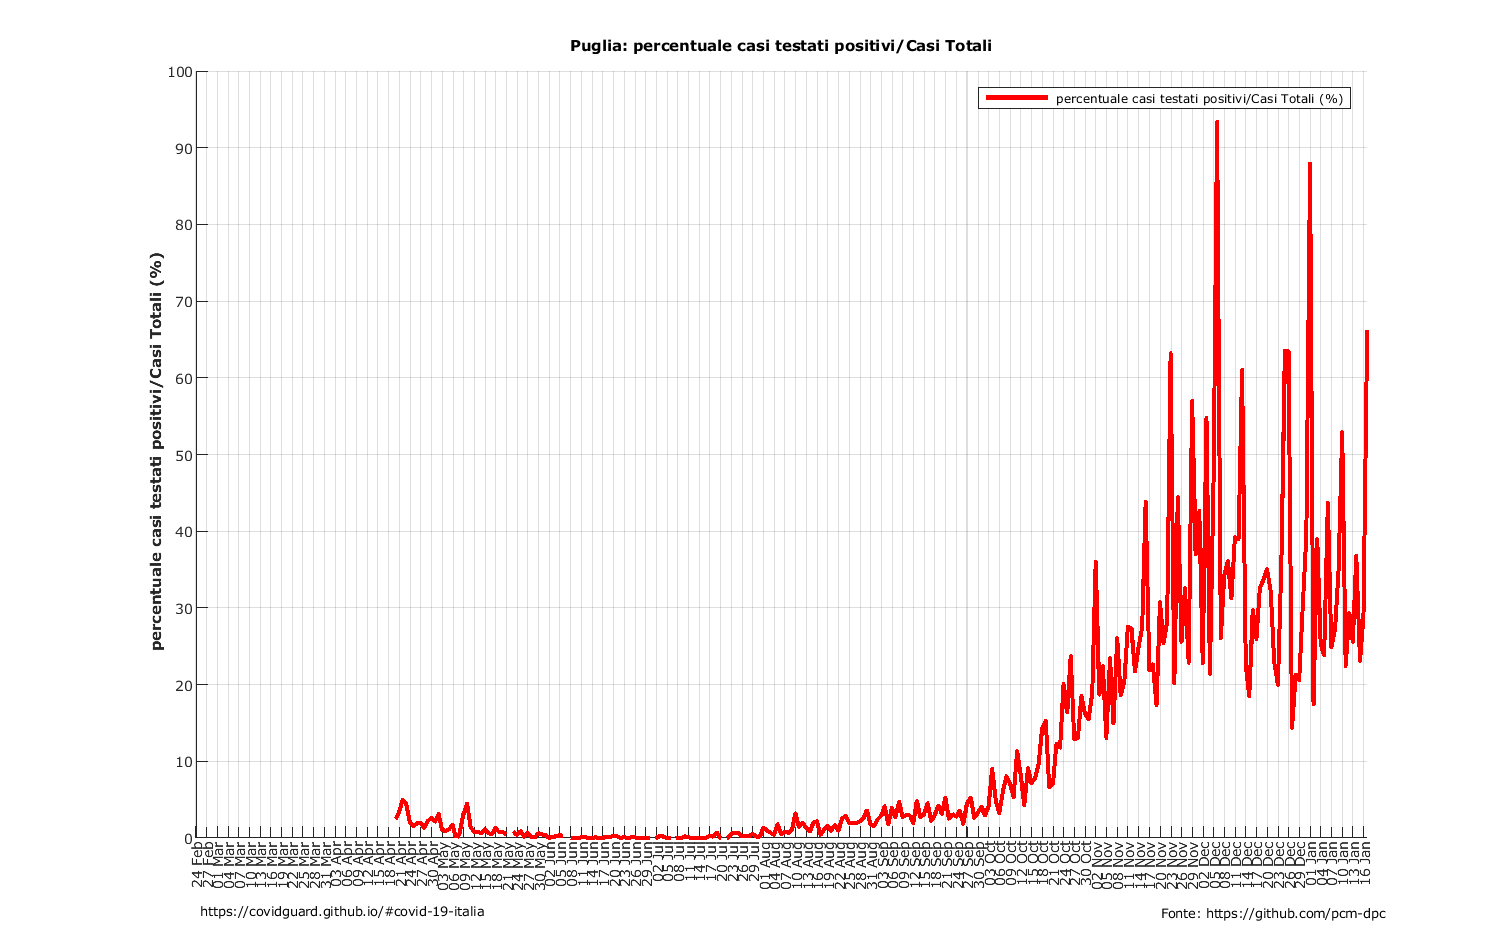 Puglia: percentuale casi testati positivi/Casi Totali
percentuale casi testati positivi/Casi Totali (%)
percentuale casi testati positivi/Casi Totali (%)
100
90
80
70
60
50
40
30
20
10
0
24 Feb
27 Feb
01 Mar
04 Mar
07 Mar
10 Mar
13 Mar
16 Mar
19 Mar
22 Mar
25 Mar
28 Mar
31 Mar
03 Apr
06 Apr
09 Apr
12 Apr
15 Apr
18 Apr
21 Apr
24 Apr
27 Apr
30 Apr
03 May
06 May
09 May
12 May
15 May
18 May
21 May
24 May
27 May
30 May
02 Jun
05 Jun
08 Jun
11 Jun
14 Jun
17 Jun
20 Jun
23 Jun
26 Jun
29 Jun
02 Jul
05 Jul
08 Jul
11 Jul
14 Jul
17 Jul
20 Jul
23 Jul
26 Jul
29 Jul
01 Aug
04 Aug
07 Aug
10 Aug
13 Aug
16 Aug
19 Aug
22 Aug
25 Aug
28 Aug
31 Aug
03 Sep
06 Sep
09 Sep
12 Sep
15 Sep
18 Sep
21 Sep
24 Sep
27 Sep
30 Sep
03 Oct
06 Oct
09 Oct
12 Oct
15 Oct
18 Oct
21 Oct
24 Oct
27 Oct
30 Oct
02 Nov
05 Nov
08 Nov
11 Nov
14 Nov
17 Nov
20 Nov
23 Nov
26 Nov
29 Nov
02 Dec
05 Dec
08 Dec
11 Dec
14 Dec
17 Dec
20 Dec
23 Dec
26 Dec
29 Dec
01 Jan
04 Jan
07 Jan
10 Jan
13 Jan
16 Jan
https://covidguard.github.io/#covid-19-italia
Fonte: https://github.com/pcm-dpc